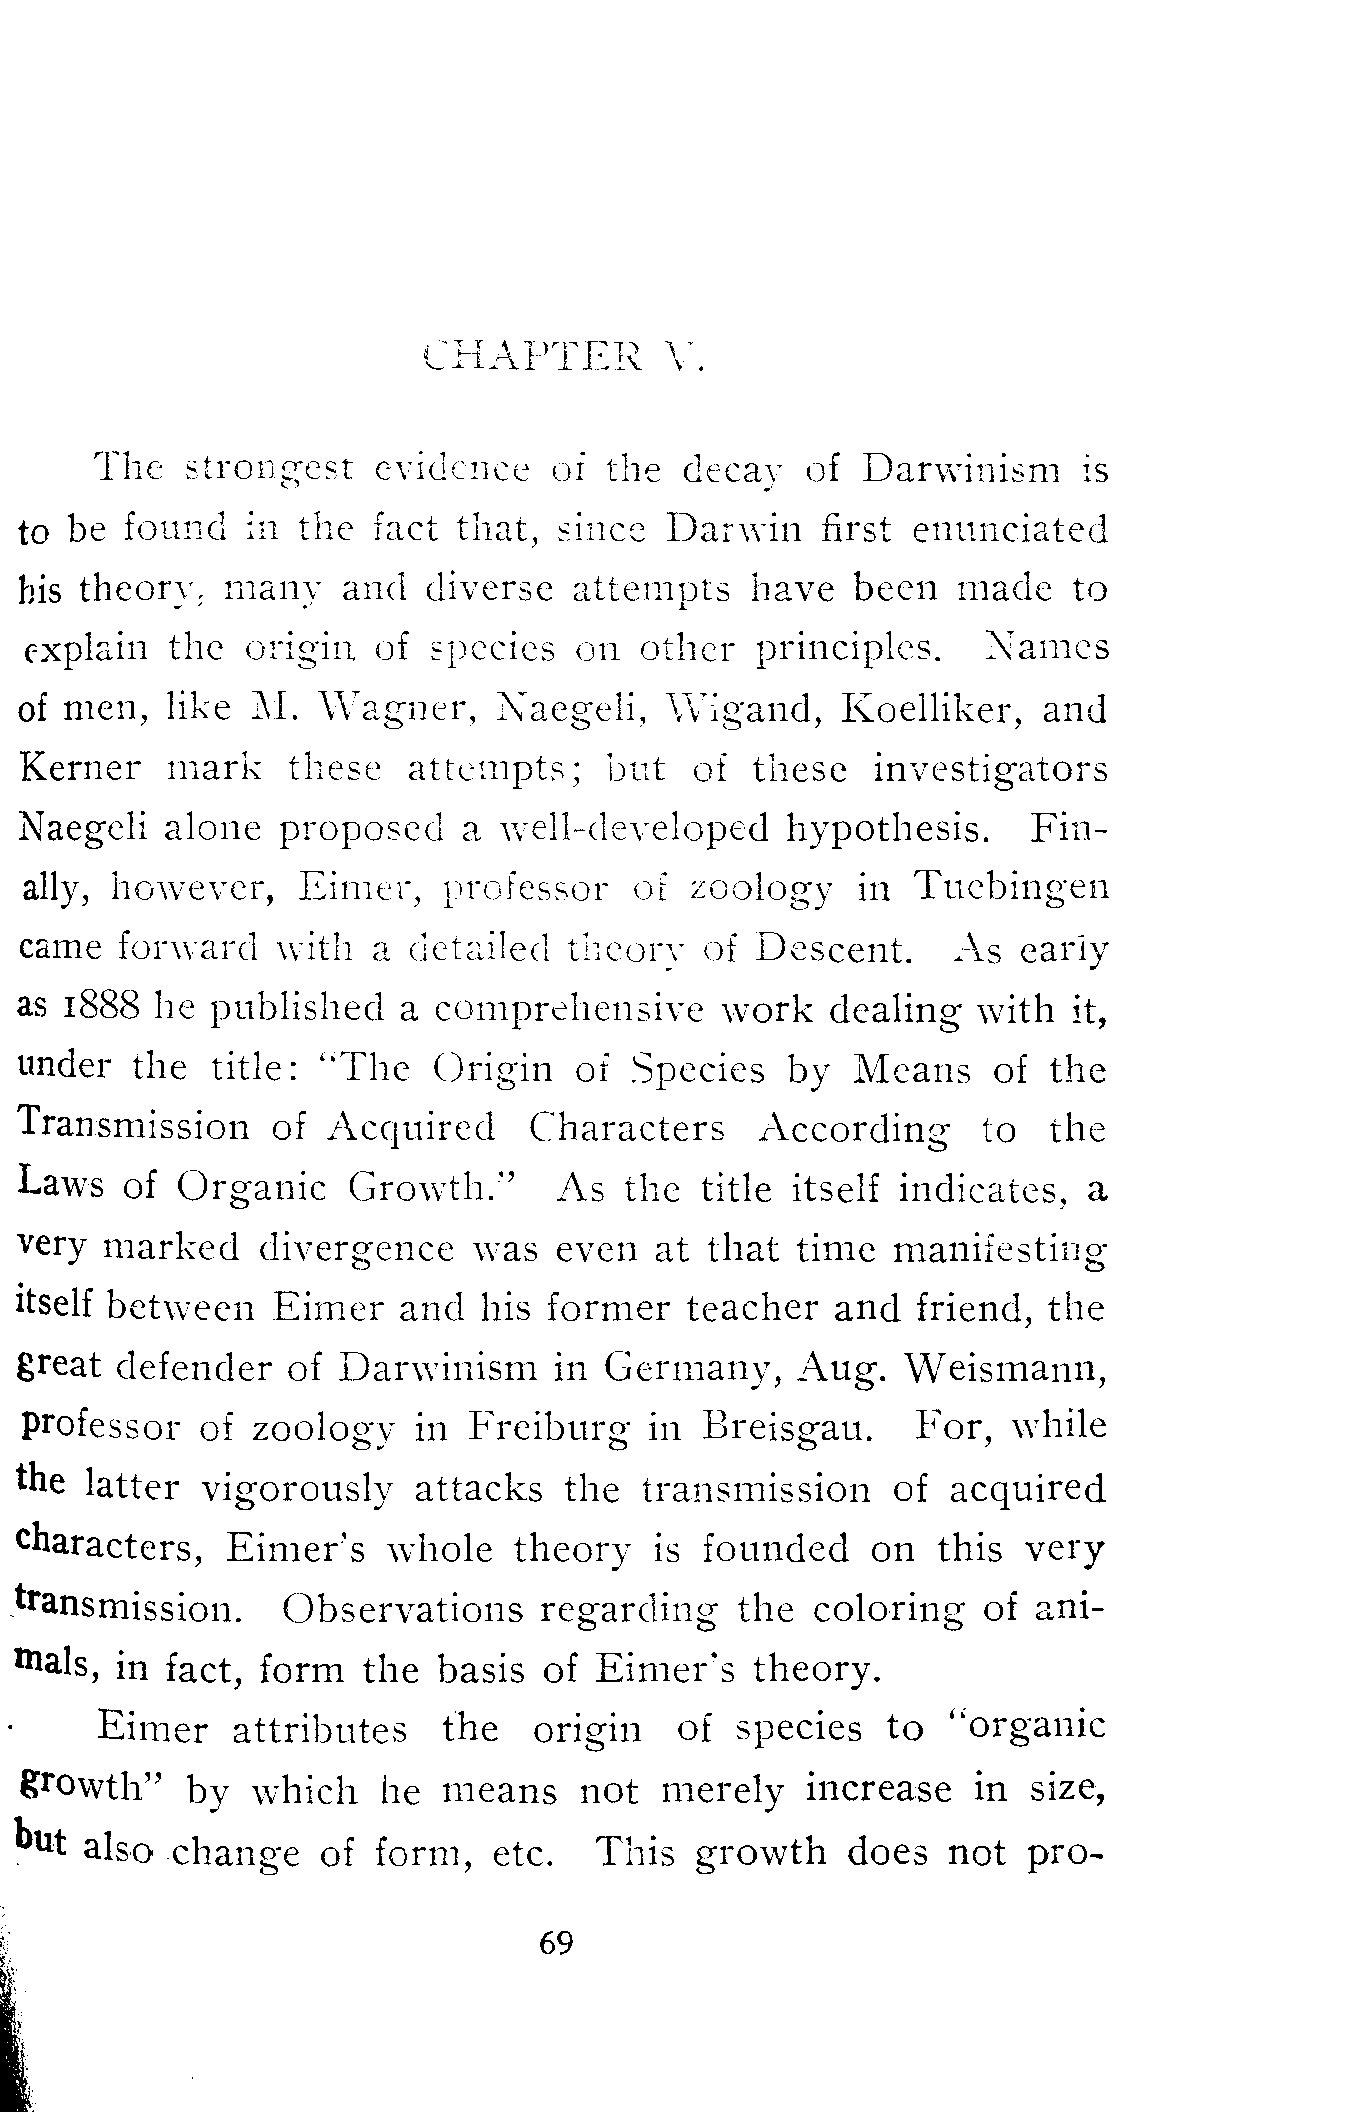 CHAPTER V.
The strongest evidence of the decay of Darwinism is
to be found in the fact that, since Darwin first enunciated
his theory, many and diverse attempts have been made to
explain the origin of species on other principles. Names
of men, like M. Wagner, Naegeli, Wigand, Koelliker, and
Kerner mark these attempts; but of these investigators
Naegeli alone proposed a well-developed hypothesis. Fin-
ally, however, Eimer, professor of zoology in Tuebingen
came forward with a detailed theory of Descent. As early
as 1888 he published a comprehensive work dealing with it,
under the title: "The Origin of Species by Means of the
Transmission of Acquired Characters According to the
Laws of Organic Growth." As the title itself indicates, a
very marked divergence was even at that time manifesting
itself between Eimer and his former teacher and friend, the
great defender of Darwinism in Germany, Aug. Weismann,
professor of zoology in Freiburg in Breisgau. For, while
the latter vigorously attacks the transmission of acquired
characters, Eimer's whole theory is founded on this very
transmission. Observations regarding the coloring of ani-
mals, in fact, form the basis of Eimer's theory.
Eimer attributes the origin of species to "organic
growth" by which he means not merely increase in size,
but also change of form, etc. This growth does not pro-
69